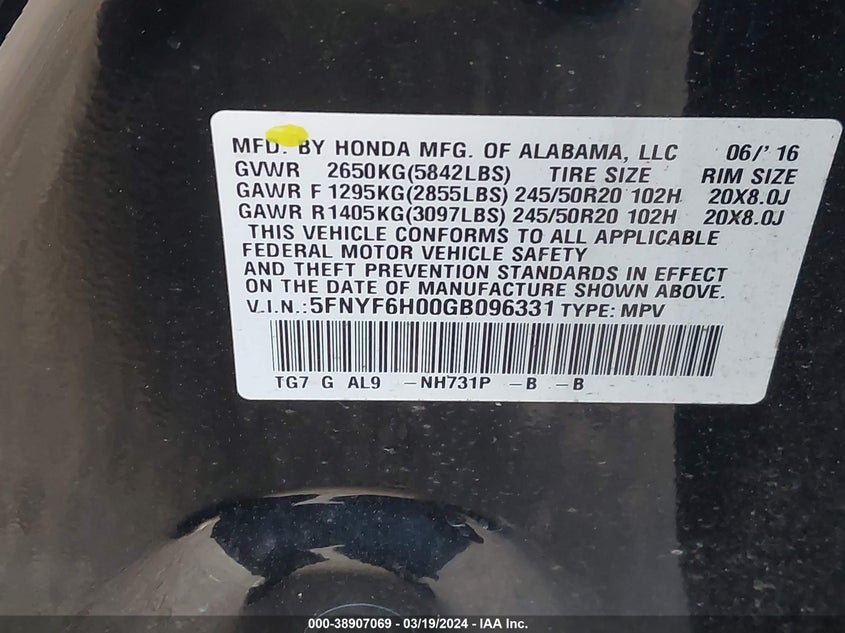 MFD. BY HONDA MFG. OF ALABAMA, LLC 06/' 16
GVWR 2650KG(5842LBS) TIRE SIZE RIM SIZE
GAWR F 1295KG(2855LBS) 245/50R20 102H 20X8.0J
GAWR R 1405KG(3097LBS) 245/50R20 102H 20X8.0J
THIS VEHICLE CONFORMS TO ALL APPLICABLE
FEDERAL MOTOR VEHICLE SAFETY
AND THEFT PREVENTION STANDARDS IN EFFECT
ON THE DATE OF MANUFACTURE SHOWN ABOVE.
V.I.N.: 5FNYF6H00GB096331 TYPE: MPV
TG7 G AL9 -NH731P -B -B
000-38907069 — 03/19/2024 - IAA Inc.